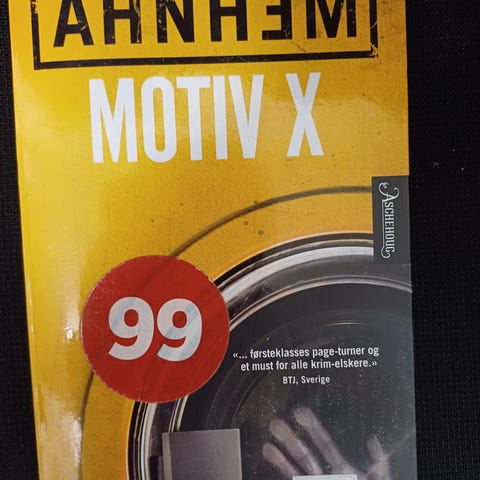 AHNHEM
MOTIV X
ASCHEHOUG
99
«... førsteklasses page-turner og
et must for alle krim-elskere.»
BTJ, Sverige